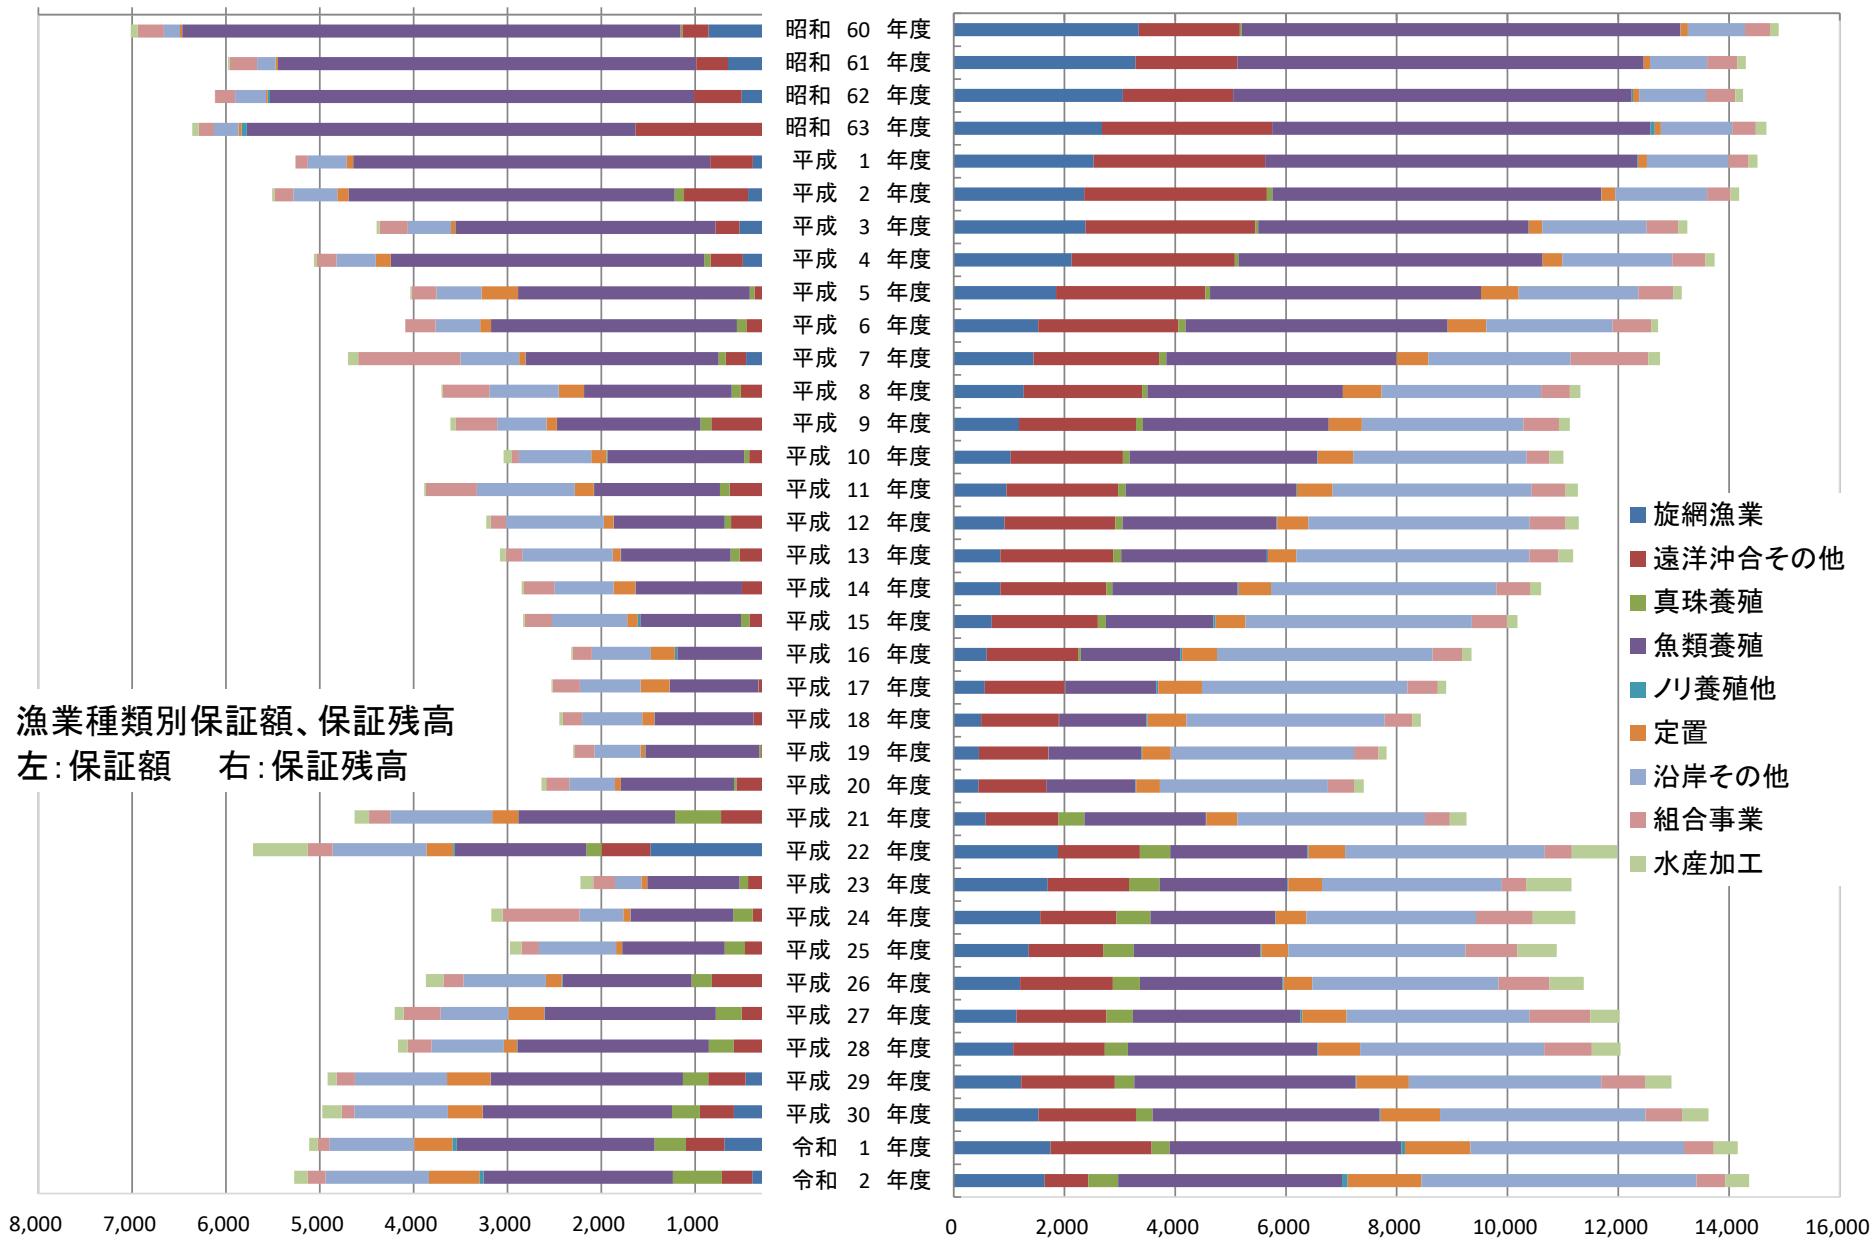 昭和 60 年度
昭和 61 年度
昭和 62 年度
昭和 63 年度
平成 1 年度
平成 2 年度
平成 3 年度
平成 4 年度
平成 5 年度
平成 6 年度
平成 7 年度
平成 8 年度
平成 9 年度
平成 10 年度
平成 11 年度
平成 12 年度
平成 13 年度
平成 14 年度
平成 15 年度
平成 16 年度
平成 17 年度
平成 18 年度
平成 19 年度
平成 20 年度
平成 21 年度
平成 22 年度
平成 23 年度
平成 24 年度
平成 25 年度
平成 26 年度
平成 27 年度
平成 28 年度
平成 29 年度
平成 30 年度
令和 1 年度
令和 2 年度
漁業種類別保証額、保証残高
左：保証額 右：保証残高
旋網漁業
遠洋沖合その他
真珠養殖
魚類養殖
ノリ養殖他
定置
沿岸その他
組合事業
水産加工
8,000 7,000 6,000 5,000 4,000 3,000 2,000 1,000
0 2,000 4,000 6,000 8,000 10,000 12,000 14,000 16,000